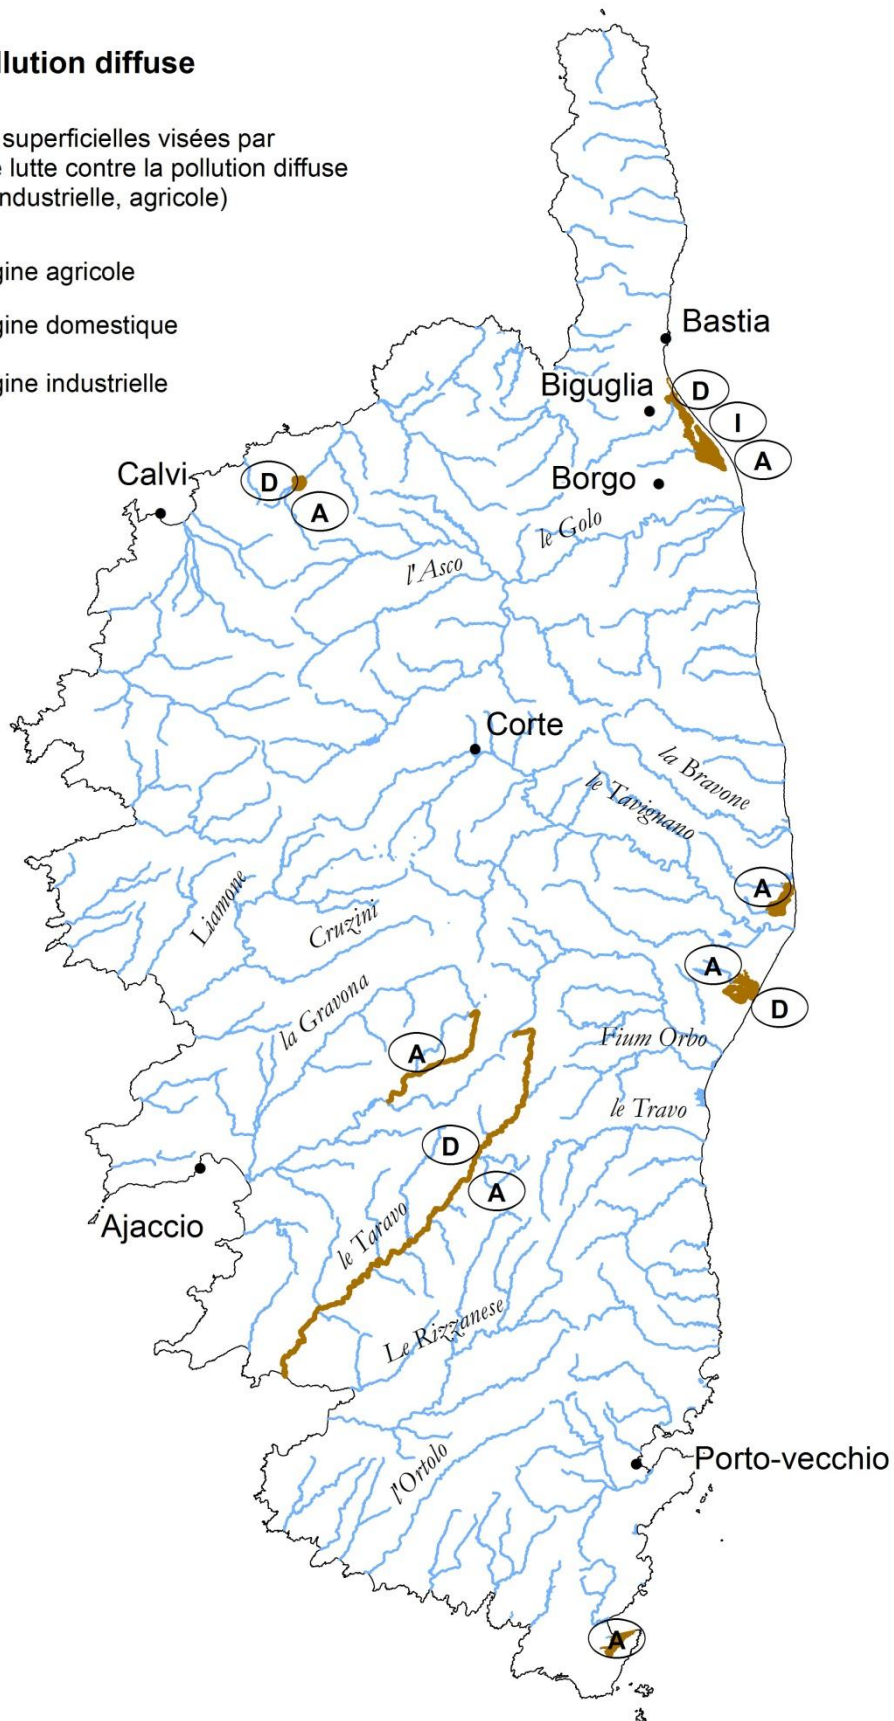 llution diffuse
superficielles visées par
e lutte contre la pollution diffuse
industrielle, agricole)
gine agricole
gine domestique
gine industrielle
Bastia
Biguglia
D
I
A
Calvi
D
A
Borgo
le Golo
l'Asco
Corte
la Bravone
le Tavignano
A
Liamone
Cruzini
A
D
la Gravona
A
Fium Orbo
le Travo
D
A
Ajaccio
le Taravo
Le Rizzanese
Porto-vecchio
l'Ortolo
A